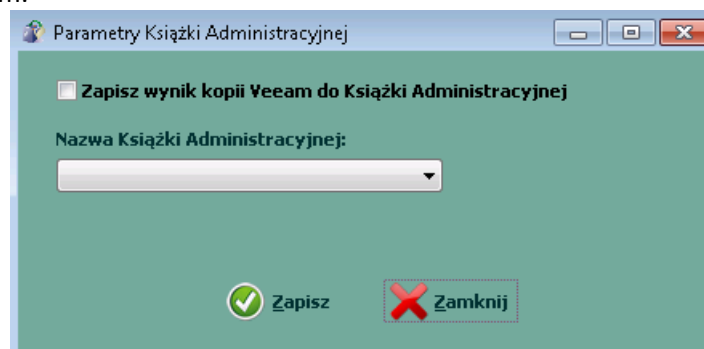 Parametry Książki Administracyjnej
Zapisz wynik kopii Veeam do Książki Administracyjnej
Nazwa Książki Administracyjnej:
Zapisz
Zamknij